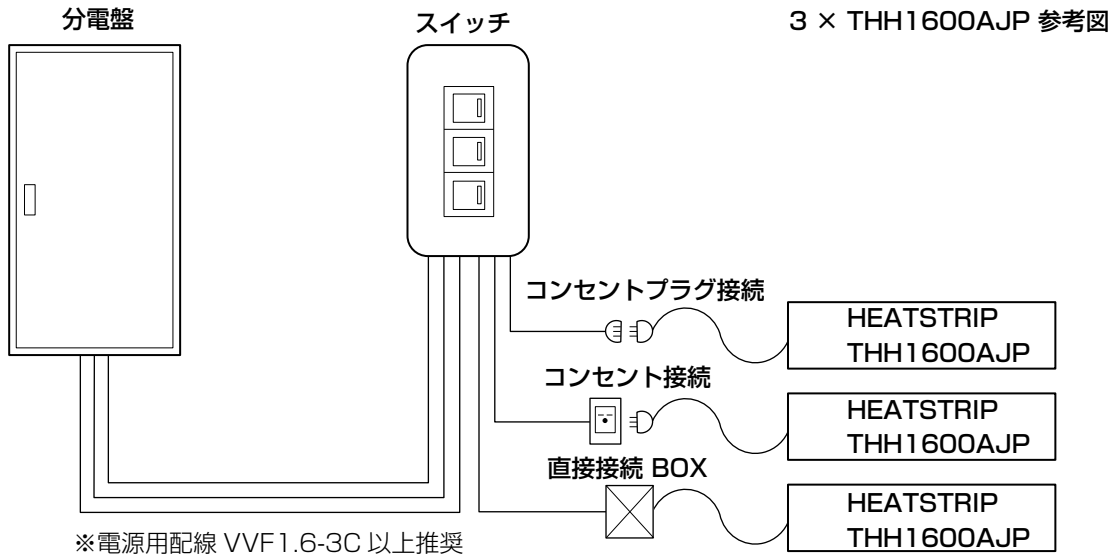 分電盤
スイッチ
3 × THH1600AJP 参考図
コンセントプラグ接続
HEATSTRIP
THH1600AJP
コンセント接続
HEATSTRIP
THH1600AJP
直接接続 BOX
HEATSTRIP
THH1600AJP
※電源用配線 VVF1.6-3C 以上推奨